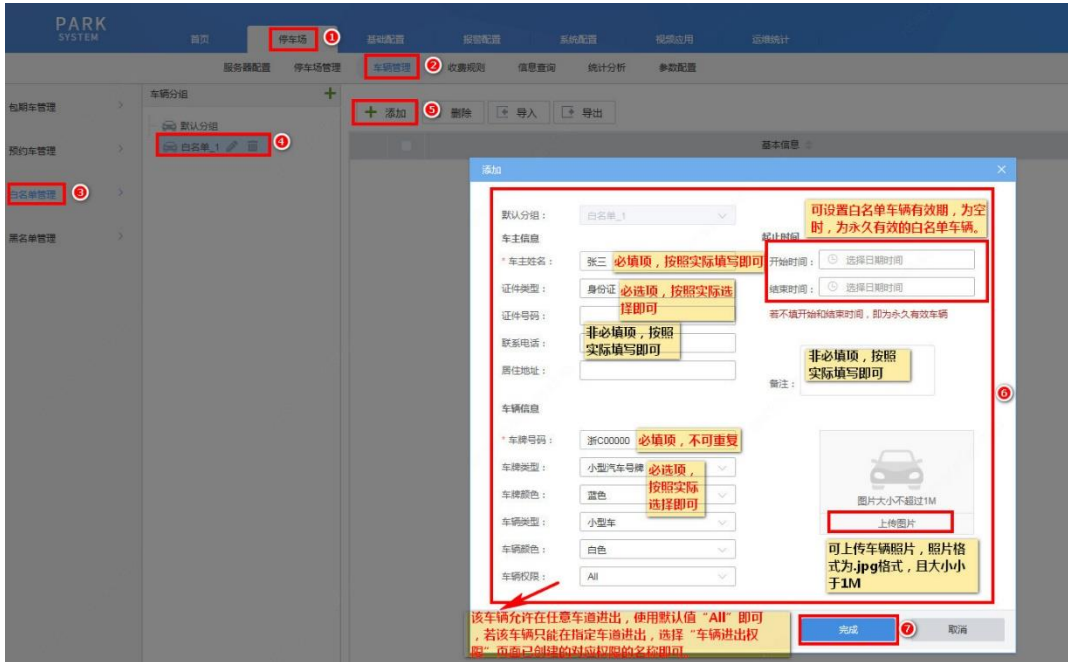 PARK
SYSTEM
首页
停车场
1
基础配置
报警配置
系统配置
视频应用
运维统计
服务器配置
停车场管理
车辆管理
2
收费规则
信息查询
统计分析
参数配置
包期车管理
预约车管理
白名单管理
3
黑名单管理
车辆分组
默认分组
白名单_1
4
添加
5
删除
导入
导出
基本信息
添加
默认分组：
白名单_1
车主信息
* 车主姓名：
张三
必填项，按照实际填写即可
证件类型：
身份证
必选项，按照实际选
择即可
证件号码：
联系电话：
非必填项，按照
实际填写即可
居住地址：
可设置白名单车辆有效期，为空
时，为永久有效的白名单车辆。
起止时间
开始时间：
选择日期时间
结束时间：
选择日期时间
若不填开始和结束时间，即为永久有效车辆
非必填项，按照
实际填写即可
备注：
6
车辆信息
* 车牌号码：
浙C00000
必填项，不可重复
车牌类型：
小型汽车号牌
必选项，
按照实际
选择即可
车牌颜色：
蓝色
车辆类型：
小型车
车辆颜色：
白色
车辆权限：
All
图片大小不超过1M
上传图片
可上传车辆照片，照片格
式为.jpg格式，且大小小
于1M
该车辆允许在任意车道进出，使用默认值“All”即可
，若该车辆只能在指定车道进出，选择“车辆进出权
限”页面已创建的对应权限的名称即可。
完成
7
取消